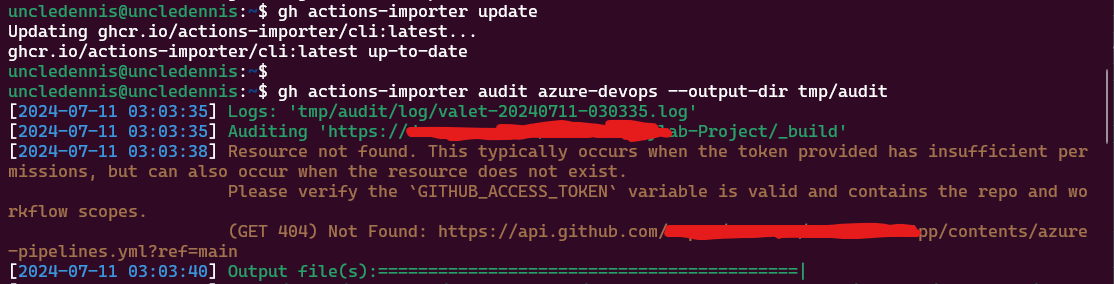 uncledennis@uncledennis:~$ gh actions-importer update
Updating ghcr.io/actions-importer/cli:latest...
ghcr.io/actions-importer/cli:latest up-to-date
uncledennis@uncledennis:~$
uncledennis@uncledennis:~$ gh actions-importer audit azure-devops --output-dir tmp/audit
[2024-07-11 03:03:35] Logs: 'tmp/audit/log/valet-20240711-030335.log'
[2024-07-11 03:03:35] Auditing 'https:/ lab-Project/_build'
[2024-07-11 03:03:38] Resource not found. This typically occurs when the token provided has insufficient per
missions, but can also occur when the resource does not exist.
Please verify the `GITHUB_ACCESS_TOKEN` variable is valid and contains the repo and wo
rkflow scopes.
(GET 404) Not Found: https://api.github.com/ pp/contents/azure
-pipelines.yml?ref=main
[2024-07-11 03:03:40] Output file(s):=======================================|